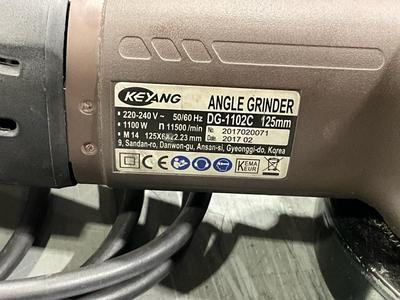 KEYANG ANGLE GRINDER
• 220-240 V ~ 50/60 Hz DG-1102C 125mm
• 1100 W n 11500/min No. 2017020071
• M 14 125X6X22.23 mm 2017 02
9, Sandan-ro, Danwon-gu, Ansan-si, Gyeonggi-do, Korea
CE KEMA KEUR